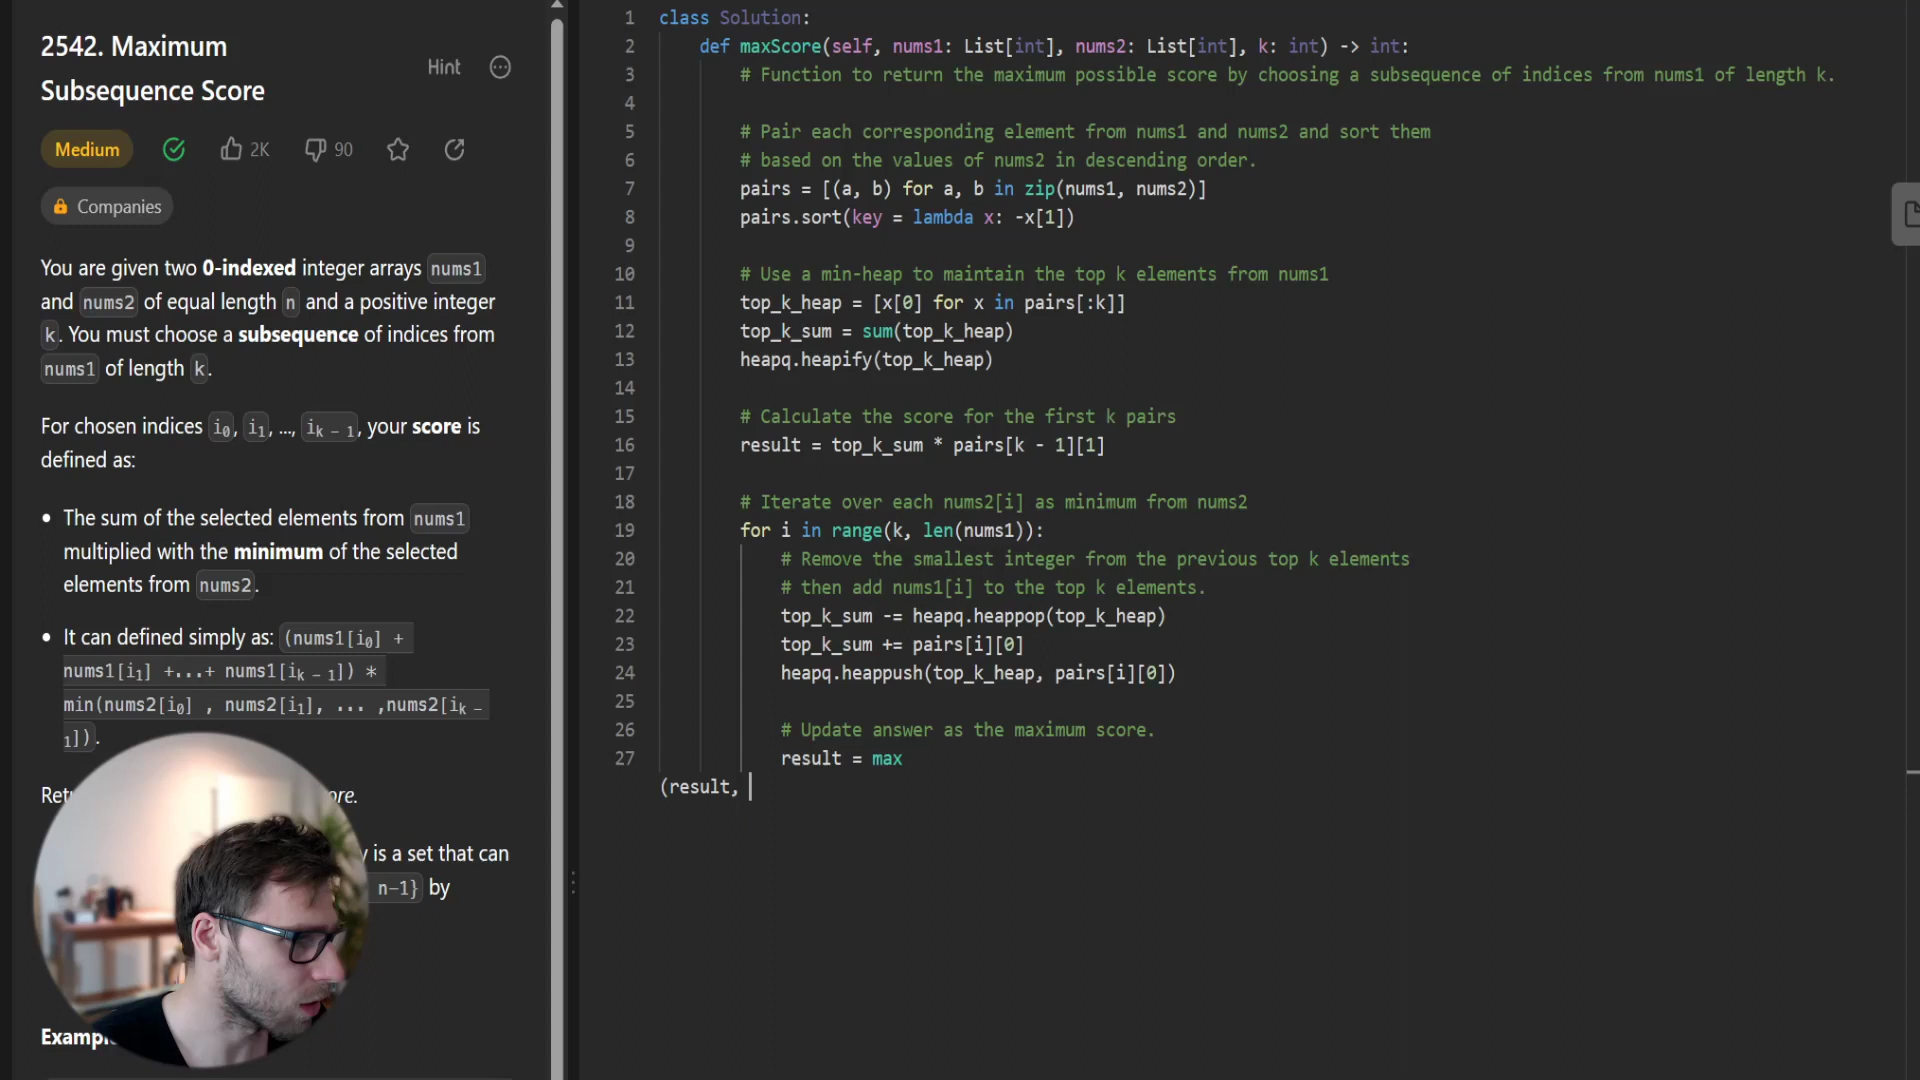 2542. Maximum
Subsequence Score
Hint
Medium
2K
90
Companies
You are given two 0-indexed integer arrays nums1
and nums2 of equal length n and a positive integer
k. You must choose a subsequence of indices from
nums1 of length k.
For chosen indices i0, i1, ..., ik - 1, your score is
defined as:
• The sum of the selected elements from nums1
multiplied with the minimum of the selected
elements from nums2.
• It can defined simply as: (nums1[i0] +
nums1[i1] +...+ nums1[ik - 1]) *
min(nums2[i0] , nums2[i1], ... ,nums2[ik -
1]).
is a set that can
n-1} by
1 class Solution:
2 def maxScore(self, nums1: List[int], nums2: List[int], k: int) -> int:
3 # Function to return the maximum possible score by choosing a subsequence of indices from nums1 of length k.
4
5 # Pair each corresponding element from nums1 and nums2 and sort them
6 # based on the values of nums2 in descending order.
7 pairs = [(a, b) for a, b in zip(nums1, nums2)]
8 pairs.sort(key = lambda x: -x[1])
9
10 # Use a min-heap to maintain the top k elements from nums1
11 top_k_heap = [x[0] for x in pairs[:k]]
12 top_k_sum = sum(top_k_heap)
13 heapq.heapify(top_k_heap)
14
15 # Calculate the score for the first k pairs
16 result = top_k_sum * pairs[k - 1][1]
17
18 # Iterate over each nums2[i] as minimum from nums2
19 for i in range(k, len(nums1)):
20 # Remove the smallest integer from the previous top k elements
21 # then add nums1[i] to the top k elements.
22 top_k_sum -= heapq.heappop(top_k_heap)
23 top_k_sum += pairs[i][0]
24 heapq.heappush(top_k_heap, pairs[i][0])
25
26 # Update answer as the maximum score.
27 result = max
(result,